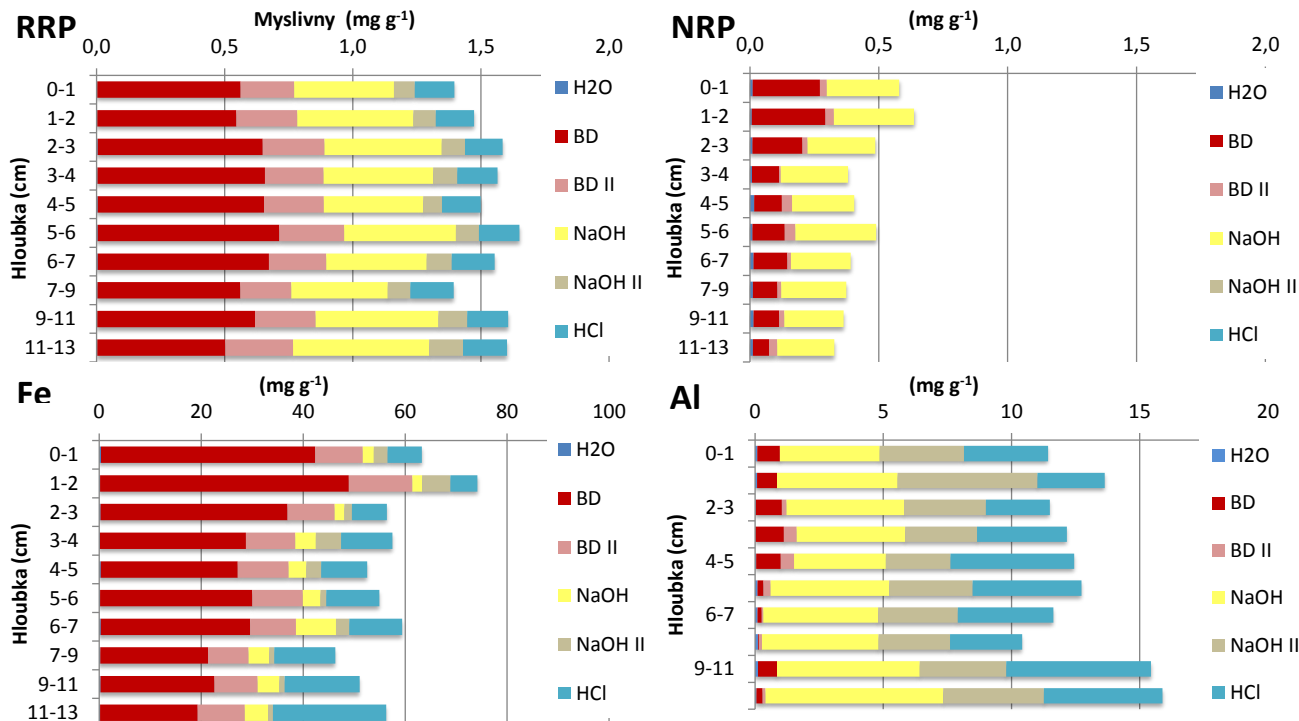 RRP
Myslivny (mg g-1)
0,0 0,5 1,0 1,5 2,0
Hloubka (cm)
0-1
1-2
2-3
3-4
4-5
5-6
6-7
7-9
9-11
11-13
H2O
BD
BD II
NaOH
NaOH II
HCl
NRP
(mg g-1)
0,0 0,5 1,0 1,5 2,0
Hloubka (cm)
0-1
1-2
2-3
3-4
4-5
5-6
6-7
7-9
9-11
11-13
H2O
BD
BD II
NaOH
NaOH II
HCl
Fe
(mg g-1)
0 20 40 60 80 100
Hloubka (cm)
0-1
1-2
2-3
3-4
4-5
5-6
6-7
7-9
9-11
11-13
H2O
BD
BD II
NaOH
NaOH II
HCl
Al
(mg g-1)
0 5 10 15 20
Hloubka (cm)
0-1
2-3
4-5
6-7
9-11
H2O
BD
BD II
NaOH
NaOH II
HCl